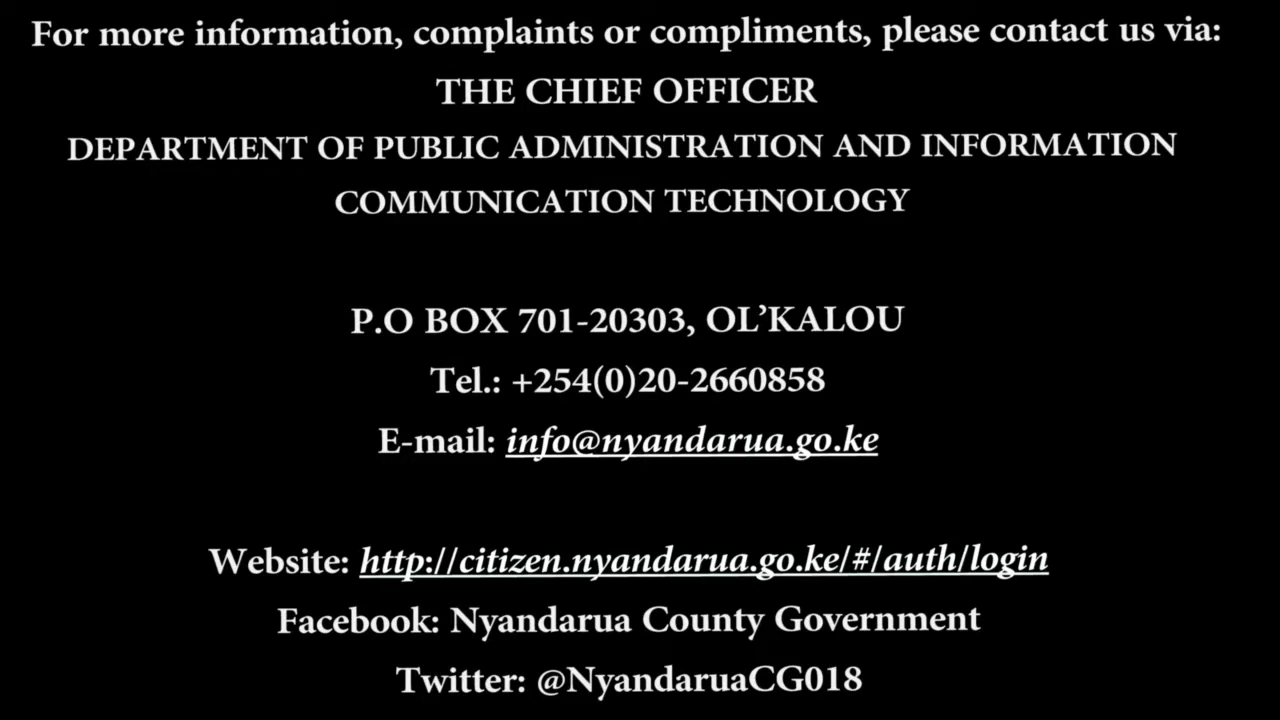 For more information, complaints or compliments, please contact us via:
THE CHIEF OFFICER
DEPARTMENT OF PUBLIC ADMINISTRATION AND INFORMATION
COMMUNICATION TECHNOLOGY
P.O BOX 701-20303, OL’KALOU
Tel.: +254(0)20-2660858
E-mail: info@nyandarua.go.ke
Website: http://citizen.nyandarua.go.ke/#/auth/login
Facebook: Nyandarua County Government
Twitter: @NyandaruaCG018